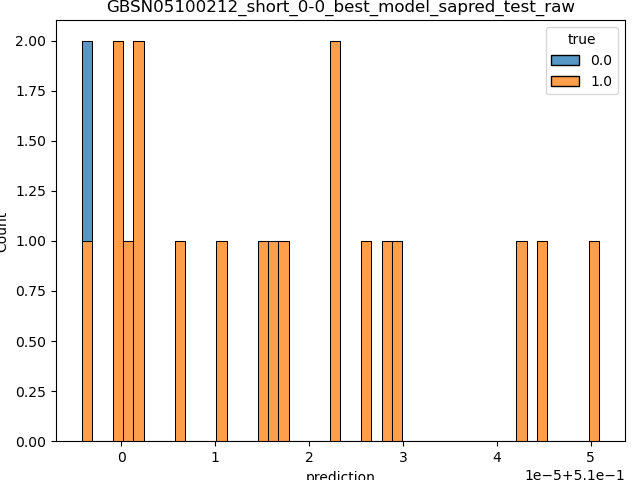 GBSN05100212_short_0-0_best_model_sapred_test_raw
true
0.0
1.0
Count
2.00
1.75
1.50
1.25
1.00
0.75
0.50
0.25
0.00
0 1 2 3 4 5
prediction
1e−5+5.1e−1